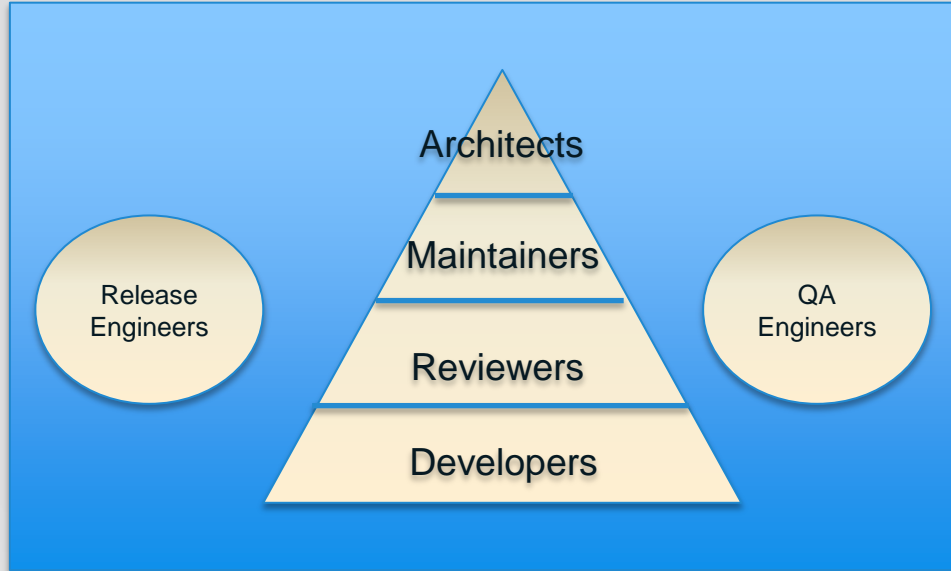 Architects
Maintainers
Release
Engineers
QA
Engineers
Reviewers
Developers